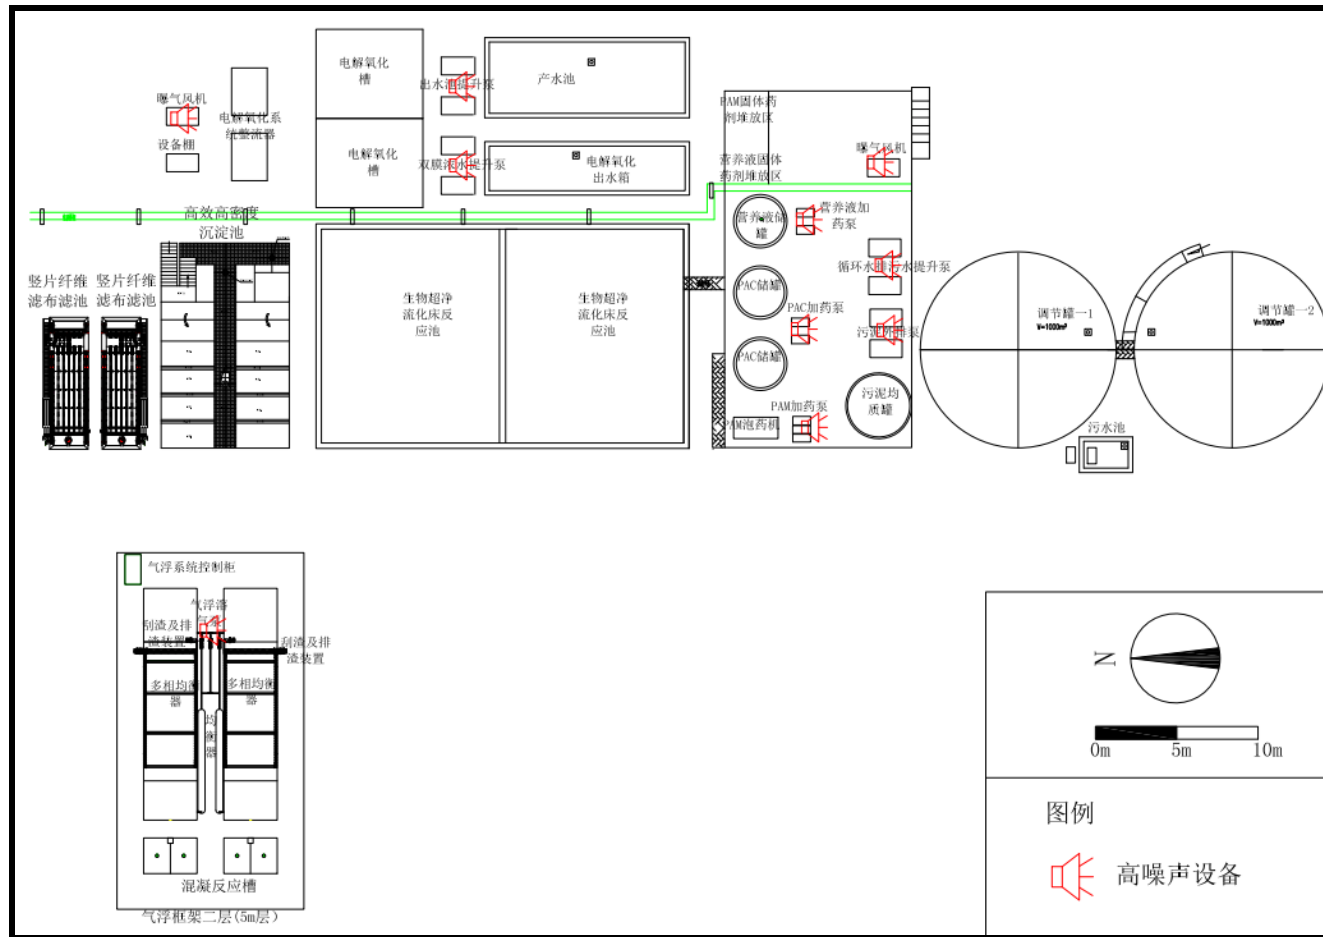 电解氧化
槽
出水池提升泵
产水池
曝气风机
电解氧化系
统整流器
设备棚
电解氧化
槽
双膜浓水提升泵
电解氧化
出水箱
PAM固体药
剂堆放区
营养液固体
药剂堆放区
曝气风机
高效高密度
沉淀池
营养液储
罐
营养液加
药泵
循环水排污水提升泵
竖片纤维
滤布滤池
竖片纤维
滤布滤池
生物超净
流化床反
应池
生物超净
流化床反
应池
PAC储罐
PAC加药泵
污泥外排泵
PAC储罐
调节罐一1
V=1000m³
调节罐一2
V=1000m³
污泥均
质罐
PAM加药泵
PAM泡药机
污水池
气浮系统控制柜
气浮溶
气泵
刮渣及排
渣装置
刮渣及排
渣装置
多相均衡
器
多相均衡
器
均
衡
器
混凝反应槽
气浮框架二层(5m层)
N
0m 5m 10m
图例
高噪声设备